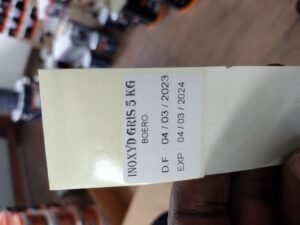 INOXYD GRIS 5 KG
BOERO
D.F : 04 / 03 / 2023
EXP : 04 / 03 / 2024